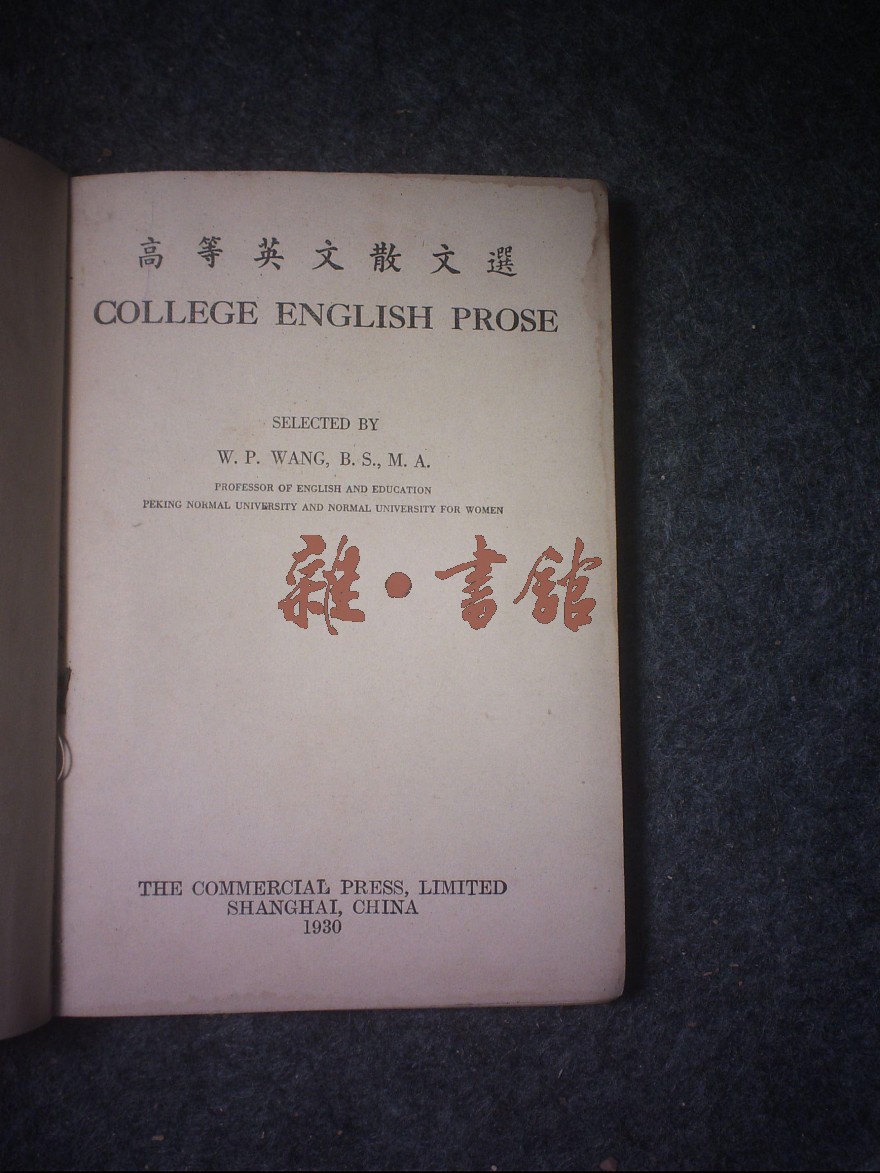 高等英文散文選
COLLEGE ENGLISH PROSE
SELECTED BY
W. P. WANG, B. S., M. A.
PROFESSOR OF ENGLISH AND EDUCATION
PEKING NORMAL UNIVERSITY AND NORMAL UNIVERSITY FOR WOMEN
雜·書館
THE COMMERCIAL PRESS, LIMITED
SHANGHAI, CHINA
1930